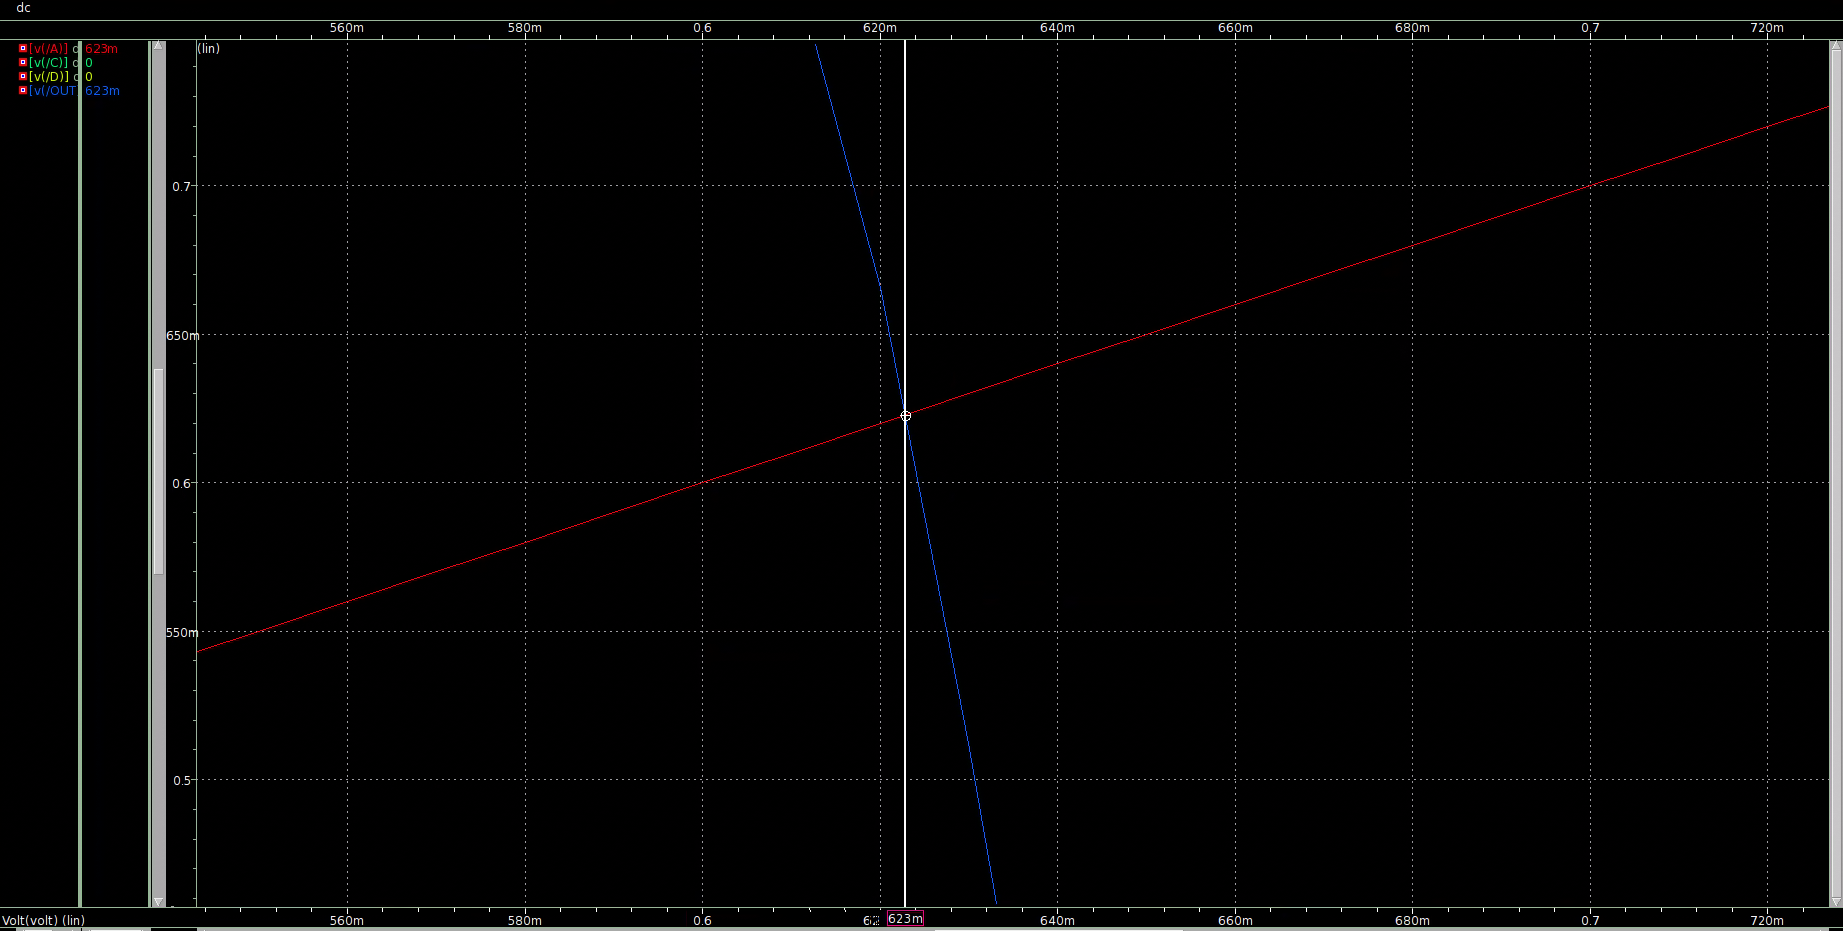 dc
560m 580m 0.6 620m 640m 660m 680m 0.7 720m
[v(/A)] d 623m
(lin)
[v(/C)] d 0
[v(/D)] d 0
[v(/OUT 623m
0.7
650m
0.6
550m
0.5
Volt(volt) (lin) 560m 580m 0.6 623m 640m 660m 680m 0.7 720m